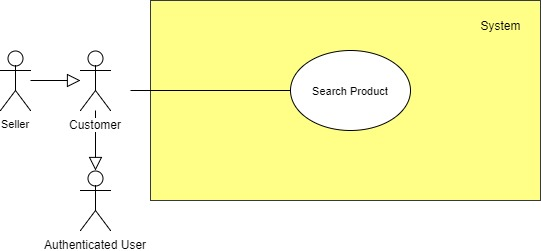 System
Search Product
Seller
Customer
Authenticated User